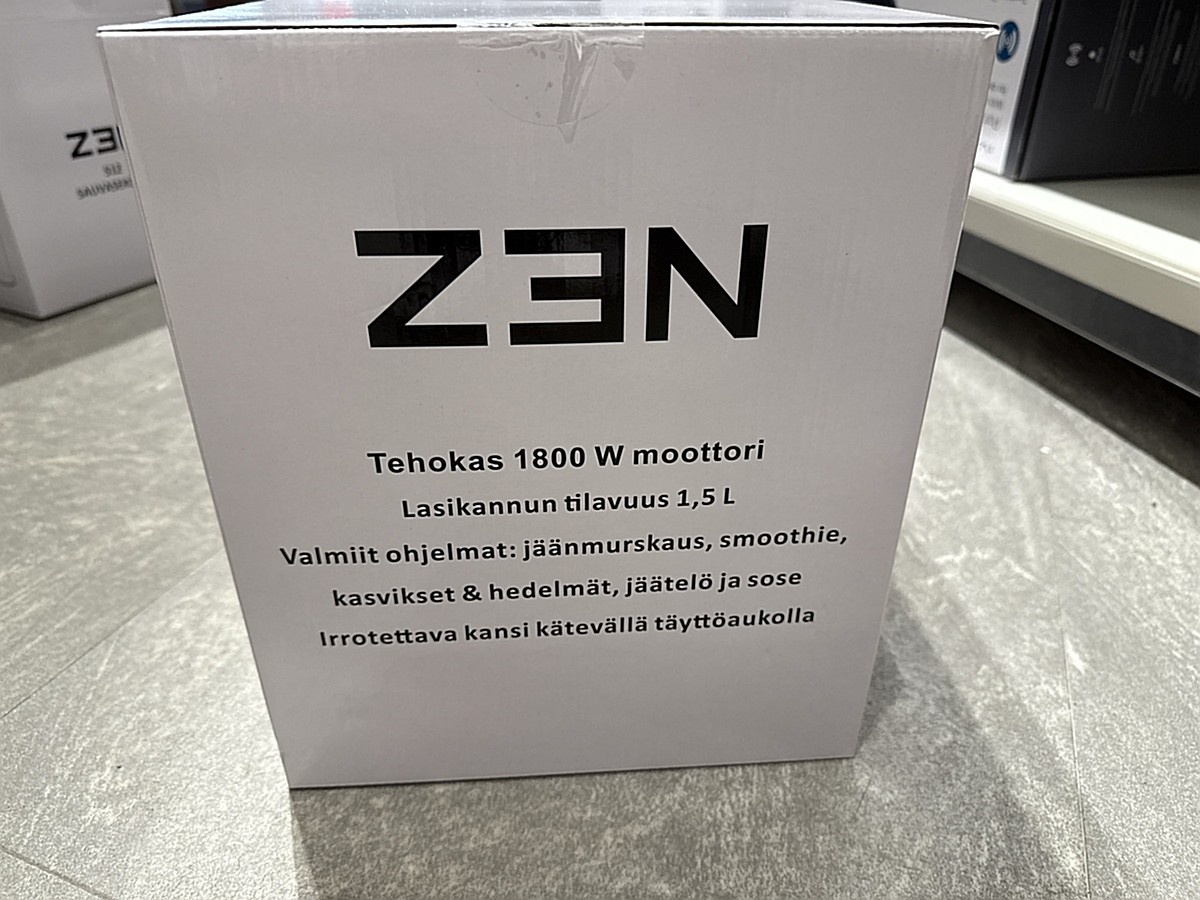 ZEN
Tehokas 1800 W moottori
Lasikannun tilavuus 1,5 L
Valmiit ohjelmat: jäänmurskaus, smoothie,
kasvikset & hedelmät, jäätelö ja sose
Irrotettava kansi kätevällä täyttöaukolla